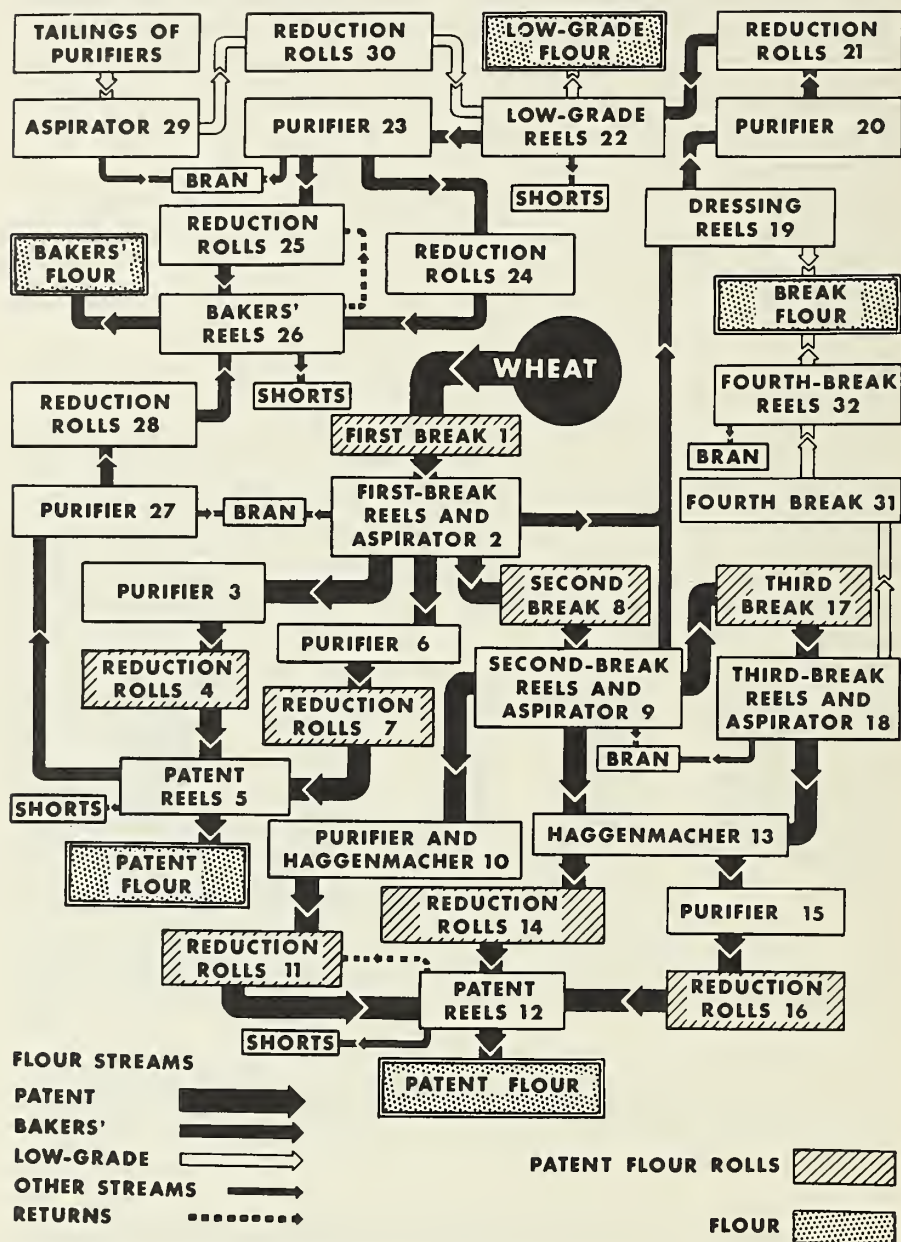 TAILINGS OF
PURIFIERS
REDUCTION
ROLLS 30
LOW-GRADE
FLOUR
REDUCTION
ROLLS 21
ASPIRATOR 29
PURIFIER 23
LOW-GRADE
REELS 22
PURIFIER 20
BRAN
SHORTS
REDUCTION
ROLLS 25
DRESSING
REELS 19
BAKERS'
FLOUR
REDUCTION
ROLLS 24
BREAK
FLOUR
BAKERS'
REELS 26
WHEAT
SHORTS
FOURTH-BREAK
REELS 32
REDUCTION
ROLLS 28
FIRST BREAK 1
BRAN
PURIFIER 27
BRAN
FIRST-BREAK
REELS AND
ASPIRATOR 2
FOURTH BREAK 31
PURIFIER 3
SECOND
BREAK 8
THIRD
BREAK 17
PURIFIER 6
REDUCTION
ROLLS 4
SECOND-BREAK
REELS AND
ASPIRATOR 9
THIRD-BREAK
REELS AND
ASPIRATOR 18
REDUCTION
ROLLS 7
BRAN
PATENT
REELS 5
SHORTS
PURIFIER AND
HAGGENMACHER 10
HAGGENMACHER 13
PATENT
FLOUR
REDUCTION
ROLLS 14
PURIFIER 15
REDUCTION
ROLLS 11
PATENT
REELS 12
REDUCTION
ROLLS 16
SHORTS
PATENT FLOUR
FLOUR STREAMS
PATENT
BAKERS'
LOW-GRADE
OTHER STREAMS
RETURNS
PATENT FLOUR ROLLS
FLOUR